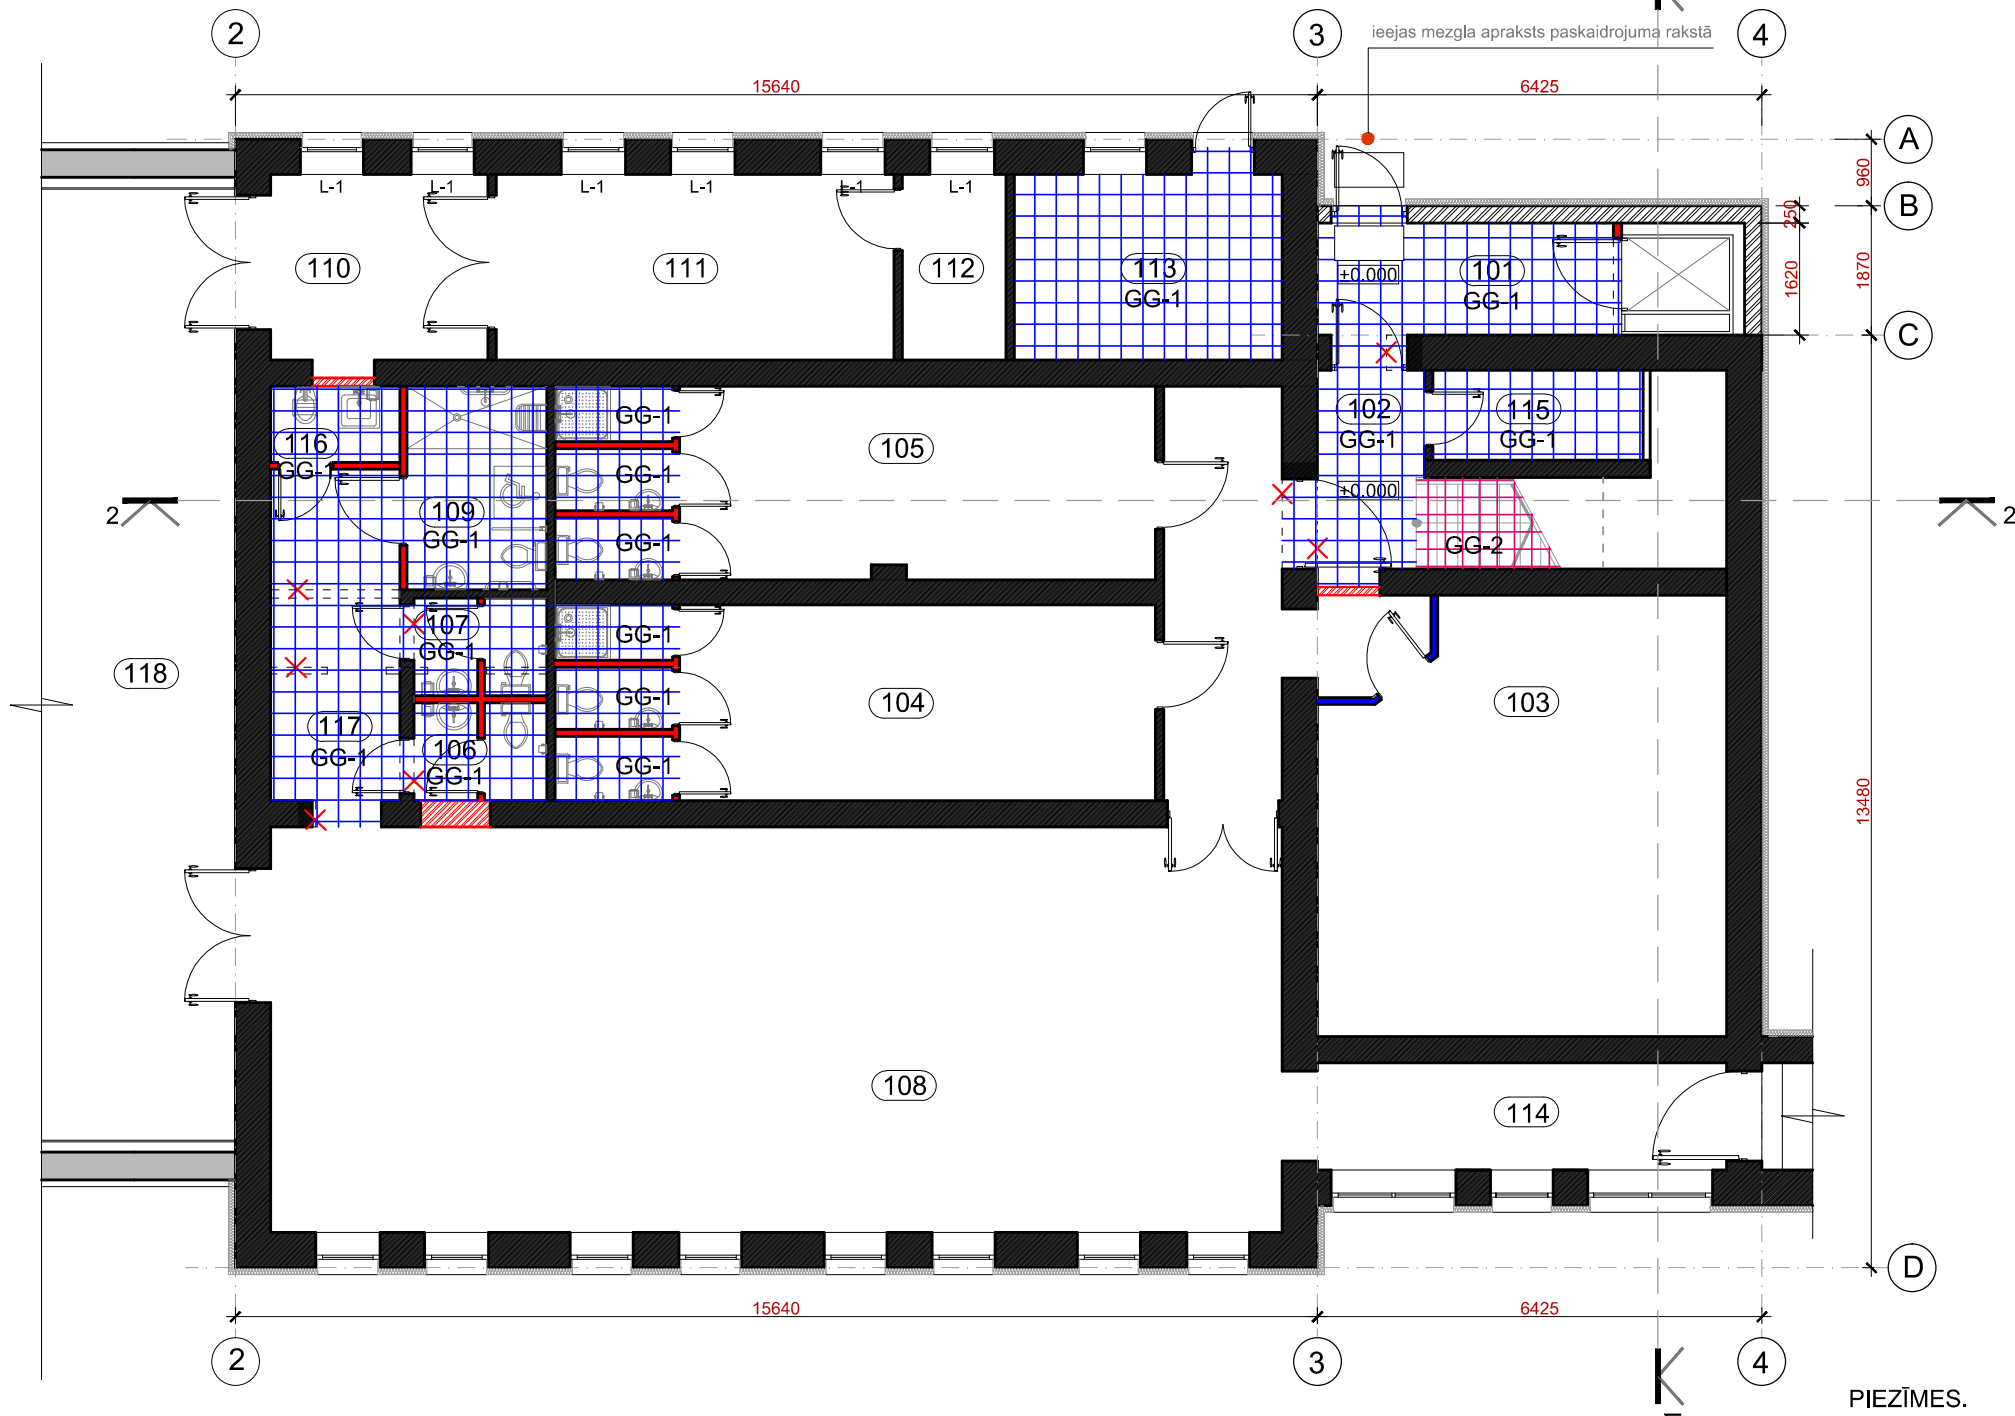 2
3
ieejas mezgla apraksts paskaidrojuma rakstā
4
15640
6425
A
960
B
250
1620
1870
C
L-1
L-1
L-1
L-1
L-1
L-1
110
111
112
113
GG-1
+0.000
101
GG-1
102
GG-1
115
GG-1
116
GG-1
GG-1
105
GG-1
+0.000
109
GG-1
GG-1
GG-2
2
2
107
GG-1
GG-1
118
GG-1
104
103
117
GG-1
106
GG-1
GG-1
13480
108
114
D
15640
6425
2
3
4
PIEZĪMES.